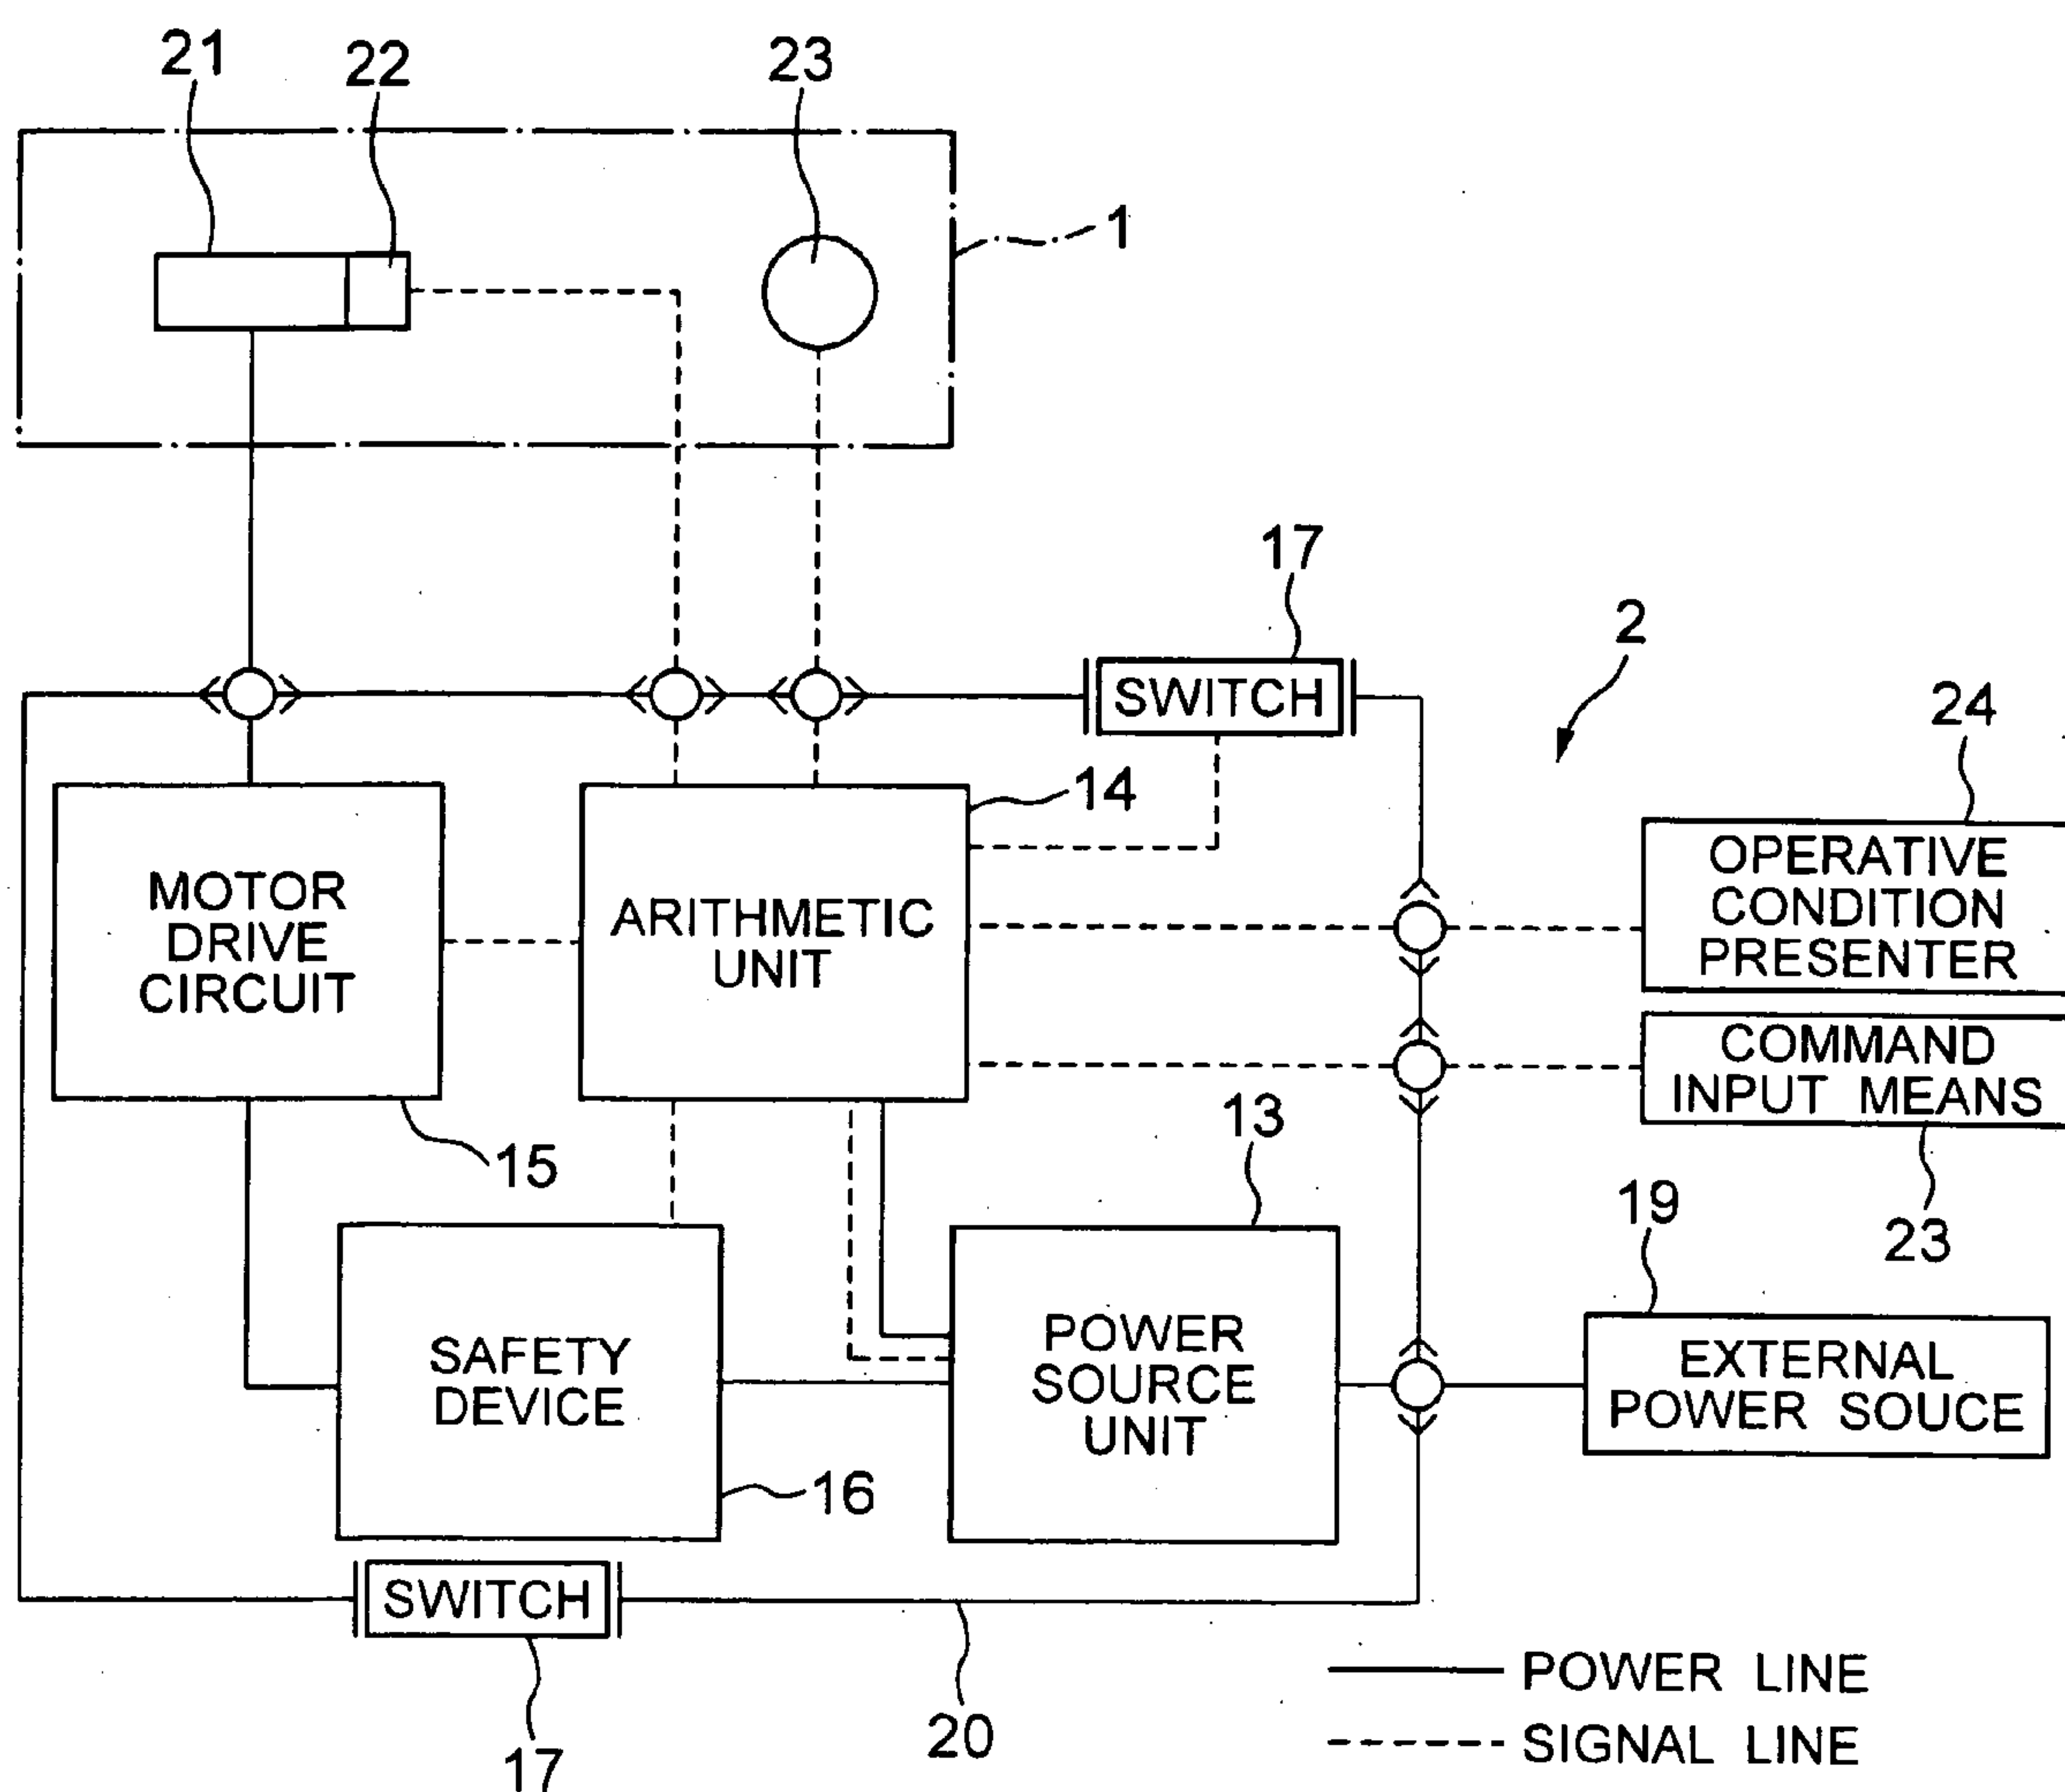 21
22
23
1
17
2
SWITCH
24
14
OPERATIVE
CONDITION
PRESENTER
MOTOR
DRIVE
CIRCUIT
ARITHMETIC
UNIT
COMMAND
INPUT MEANS
13
15
19
23
SAFETY
DEVICE
POWER
SOURCE
UNIT
EXTERNAL
POWER SOUCE
16
SWITCH
17
20
POWER LINE
SIGNAL LINE